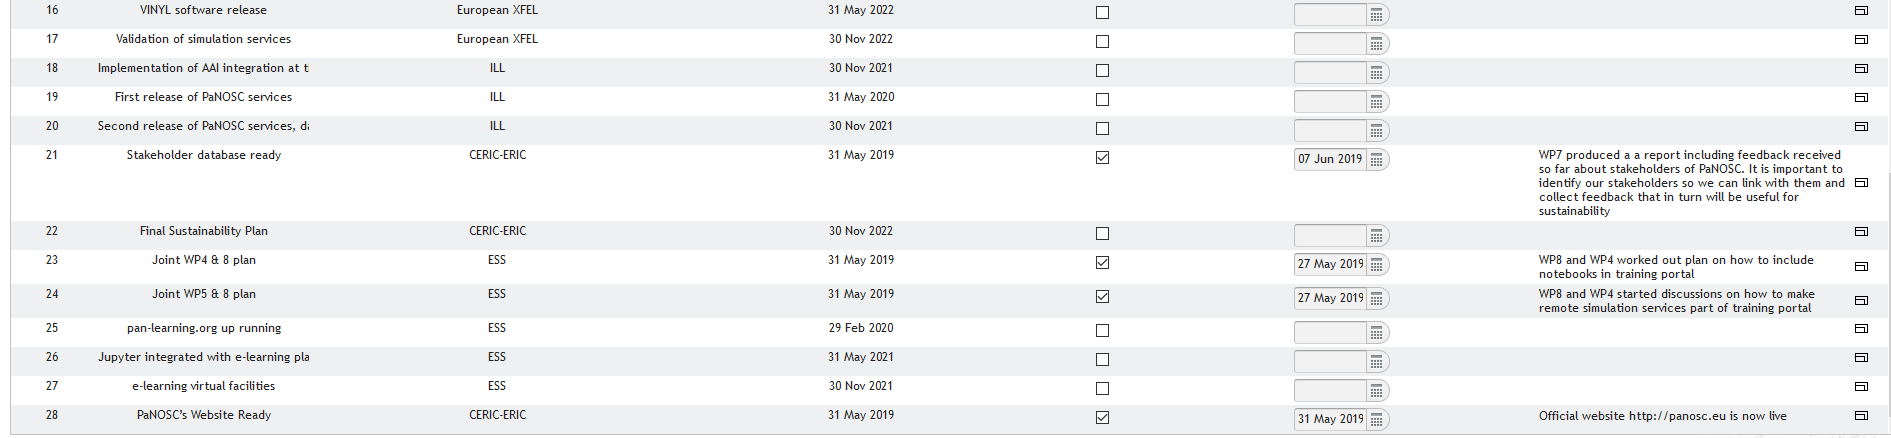 16 VINYL software release European XFEL 31 May 2022
17 Validation of simulation services European XFEL 30 Nov 2022
18 Implementation of AAI integration at tl ILL 30 Nov 2021
19 First release of PaNOSC services ILL 31 May 2020
20 Second release of PaNOSC services, da ILL 30 Nov 2021
21 Stakeholder database ready CERIC-ERIC 31 May 2019 07 Jun 2019 WP7 produced a a report including feedback received
so far about stakeholders of PaNOSC. It is important to
identify our stakeholders so we can link with them and
collect feedback that in turn will be useful for
sustainability
22 Final Sustainability Plan CERIC-ERIC 30 Nov 2022
23 Joint WP4 & 8 plan ESS 31 May 2019 27 May 2019 WP8 and WP4 worked out plan on how to include
notebooks in training portal
24 Joint WP5 & 8 plan ESS 31 May 2019 27 May 2019 WP8 and WP4 started discussions on how to make
remote simulation services part of training portal
25 pan-learning.org up running ESS 29 Feb 2020
26 Jupyter integrated with e-learning pla ESS 31 May 2021
27 e-learning virtual facilities ESS 30 Nov 2021
28 PaNOSC's Website Ready CERIC-ERIC 31 May 2019 31 May 2019 Official website http://panosc.eu is now live